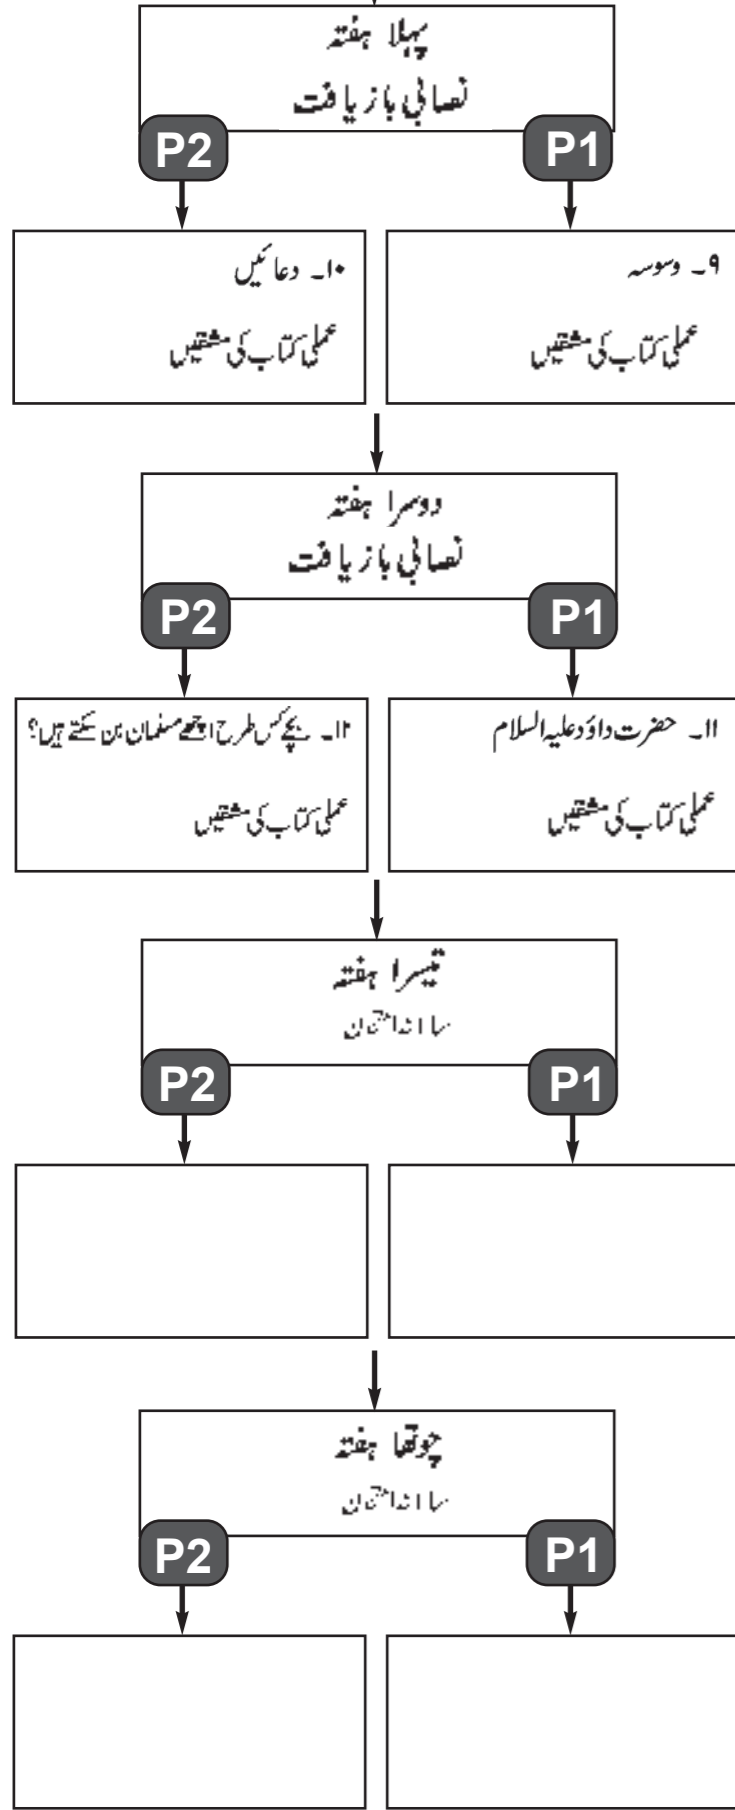 پہلا ہفتہ
نصابی بازیافت
P1
P2
۹۔ وسوسہ
عملی کتاب کی مشقیں
۱۰۔ دعائیں
عملی کتاب کی مشقیں
دوسرا ہفتہ
نصابی بازیافت
P1
P2
۱۱۔ حضرت داؤد علیہ السلام
عملی کتاب کی مشقیں
۱۲۔ بچے کس طرح اچھے مسلمان بن سکتے ہیں؟
عملی کتاب کی مشقیں
تیسرا ہفتہ
سالانہ امتحان
P1
P2
چوتھا ہفتہ
سالانہ امتحان
P1
P2